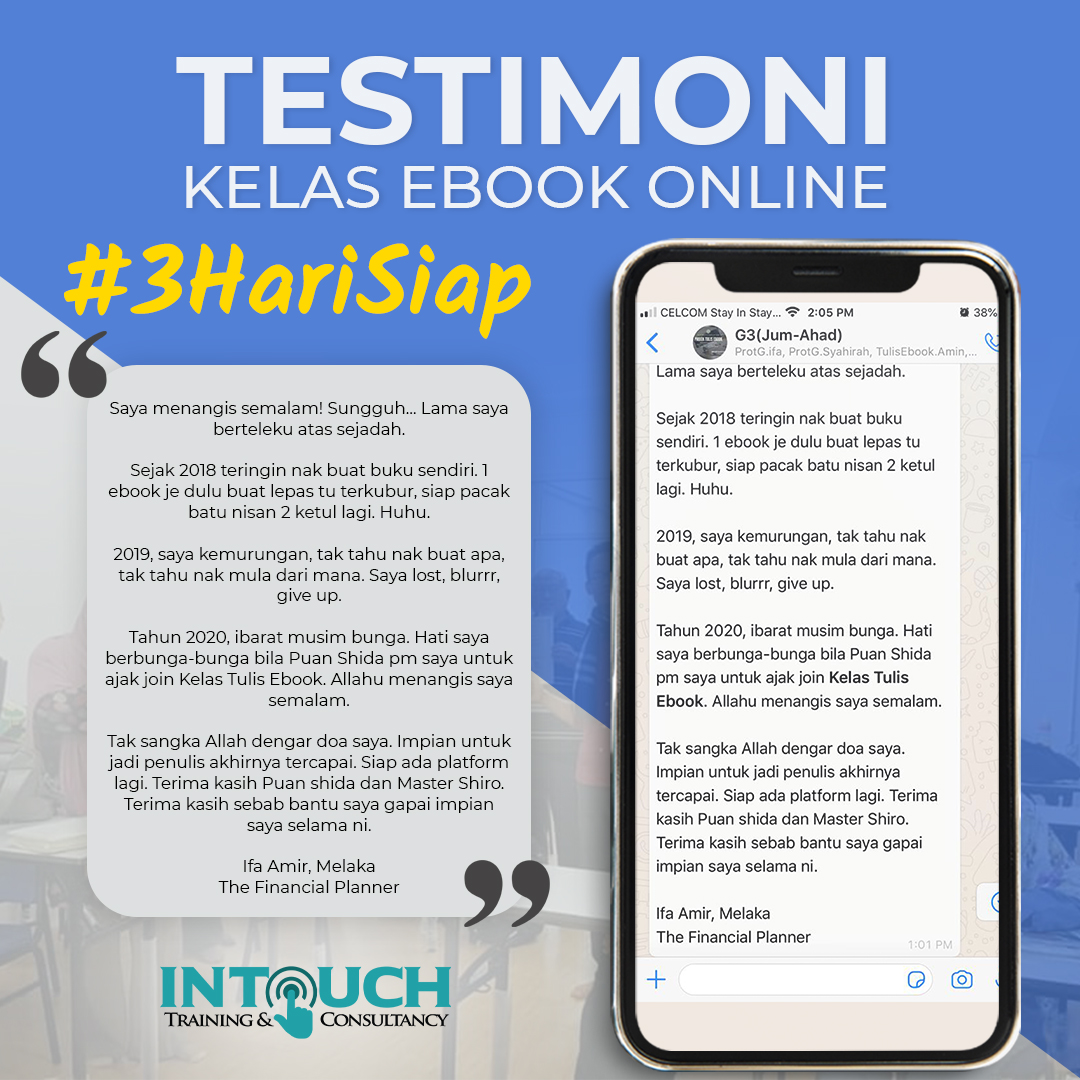 TESTIMONI
KELAS EBOOK ONLINE
#3HariSiap
“
Saya menangis semalam! Sungguh... Lama saya
berteleku atas sejadah.
Sejak 2018 teringin nak buat buku sendiri. 1
ebook je dulu buat lepas tu terkubur, siap pacak
batu nisan 2 ketul lagi. Huhu.
2019, saya kemurungan, tak tahu nak buat apa,
tak tahu nak mula dari mana. Saya lost, blurrr,
give up.
Tahun 2020, ibarat musim bunga. Hati saya
berbunga-bunga bila Puan Shida pm saya untuk
ajak join Kelas Tulis Ebook. Allahu menangis saya
semalam.
Tak sangka Allah dengar doa saya. Impian untuk
jadi penulis akhirnya tercapai. Siap ada platform
lagi. Terima kasih Puan shida dan Master Shiro.
Terima kasih sebab bantu saya gapai impian
saya selama ni.
Ifa Amir, Melaka
The Financial Planner
”
INTOUCH
TRAINING & CONSULTANCY
CELCOM Stay In Stay... 2:05 PM 38%
G3(Jum-Ahad)
ProtG.ifa, ProtG.Syahirah, TulisEbook.Amin,...
Lama saya berteleku atas sejadah.
Sejak 2018 teringin nak buat buku
sendiri. 1 ebook je dulu buat lepas tu
terkubur, siap pacak batu nisan 2 ketul
lagi. Huhu.
2019, saya kemurungan, tak tahu nak
buat apa, tak tahu nak mula dari mana.
Saya lost, blurrr, give up.
Tahun 2020, ibarat musim bunga. Hati
saya berbunga-bunga bila Puan Shida
pm saya untuk ajak join Kelas Tulis
Ebook. Allahu menangis saya semalam.
Tak sangka Allah dengar doa saya.
Impian untuk jadi penulis akhirnya
tercapai. Siap ada platform lagi. Terima
kasih Puan shida dan Master Shiro.
Terima kasih sebab bantu saya gapai
impian saya selama ni.
Ifa Amir, Melaka
The Financial Planner
1:01 PM